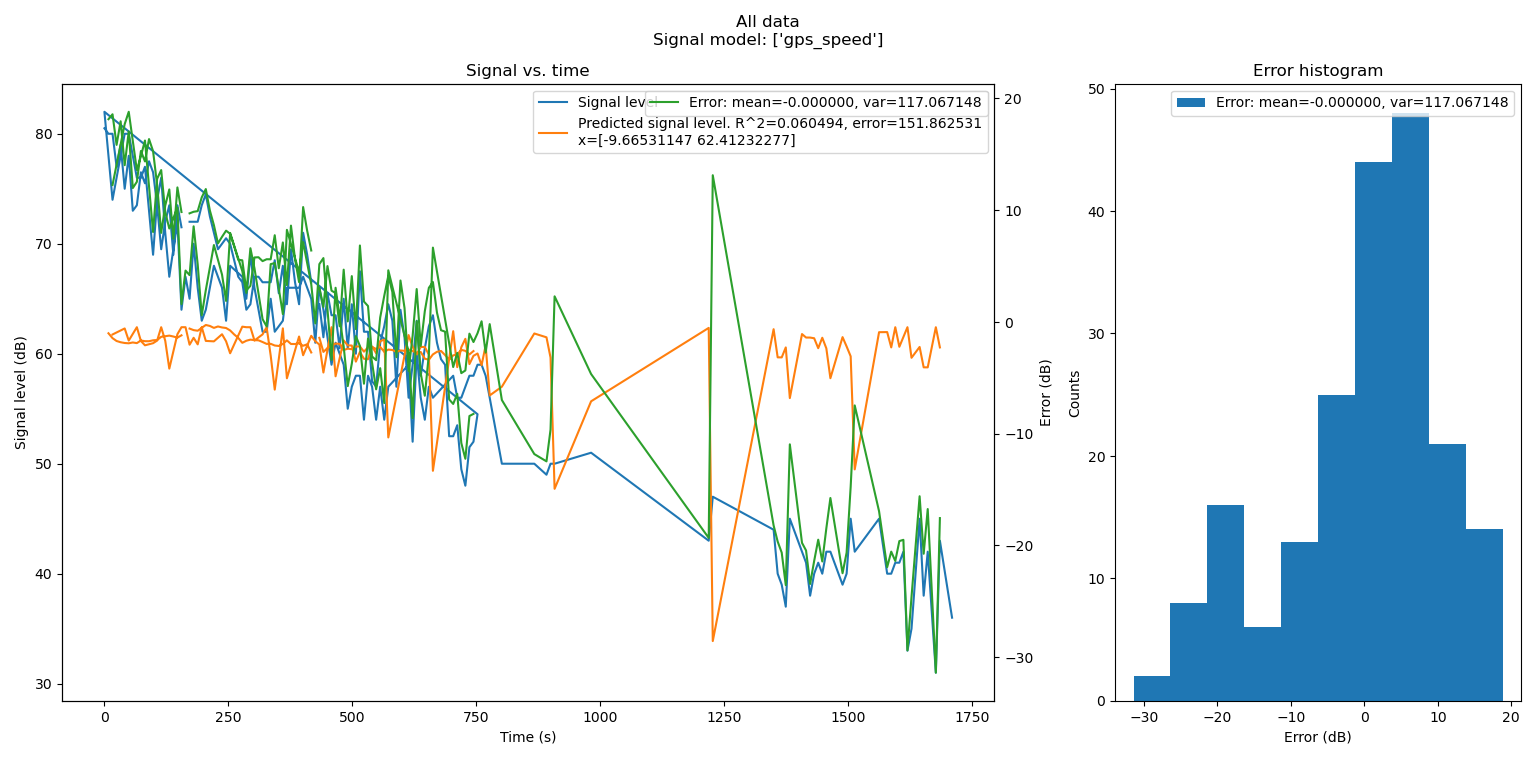 All data
Signal model: ['gps_speed']
Signal vs. time
Signal level
Predicted signal level. R^2=0.060494, error=151.862531
x=[-9.66531147 62.41232277]
Error: mean=-0.000000, var=117.067148
Signal level (dB)
80
70
60
50
40
30
0
250
500
750
1000
1250
1500
1750
Time (s)
20
10
0
−10
−20
−30
Error (dB)
Error histogram
Error: mean=-0.000000, var=117.067148
Counts
50
40
30
20
10
0
−30
−20
−10
0
10
20
Error (dB)